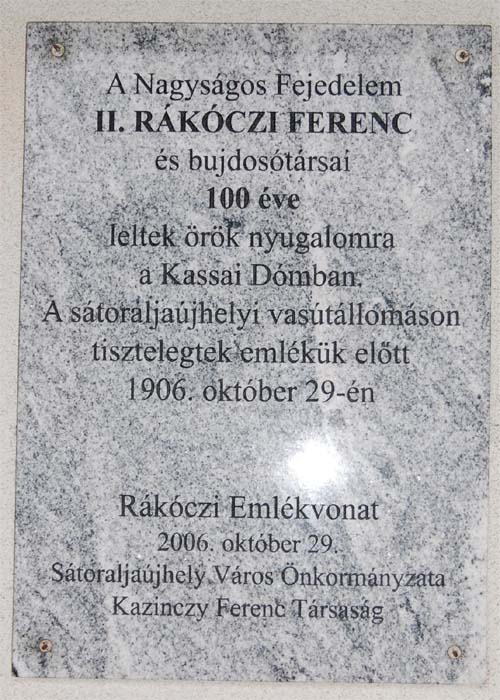 A Nagyságos Fejedelem
II. RÁKÓCZI FERENC
és bujdosótársai
100 éve
leltek örök nyugalomra
a Kassai Dómban.
A sátoraljaújhelyi vasútállomáson
tisztelegtek emlékük előtt
1906. október 29-én
Rákóczi Emlékvonat
2006. október 29.
Sátoraljaújhely Város Önkormányzata
Kazinczy Ferenc Társaság